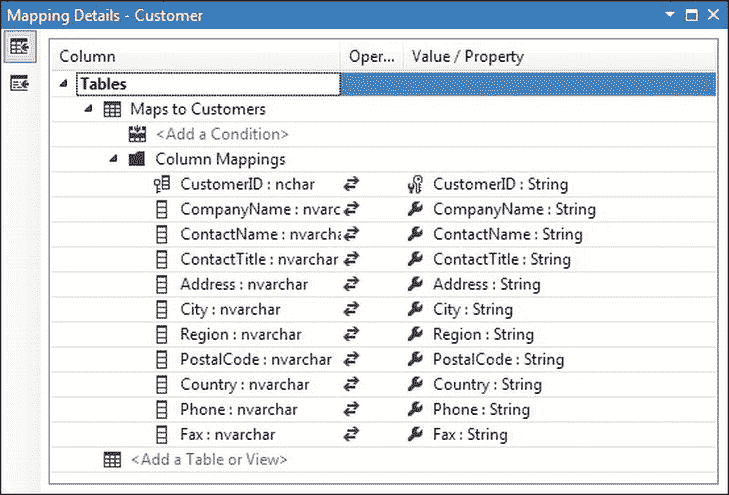 Mapping Details - Customer
Column Oper... Value / Property
Tables
Maps to Customers
<Add a Condition>
Column Mappings
CustomerID : nchar CustomerID : String
CompanyName : nvarc CompanyName : String
ContactName : nvarcha ContactName : String
ContactTitle : nvarchar ContactTitle : String
Address : nvarchar Address : String
City : nvarchar City : String
Region : nvarchar Region : String
PostalCode : nvarchar PostalCode : String
Country : nvarchar Country : String
Phone : nvarchar Phone : String
Fax : nvarchar Fax : String
<Add a Table or View>